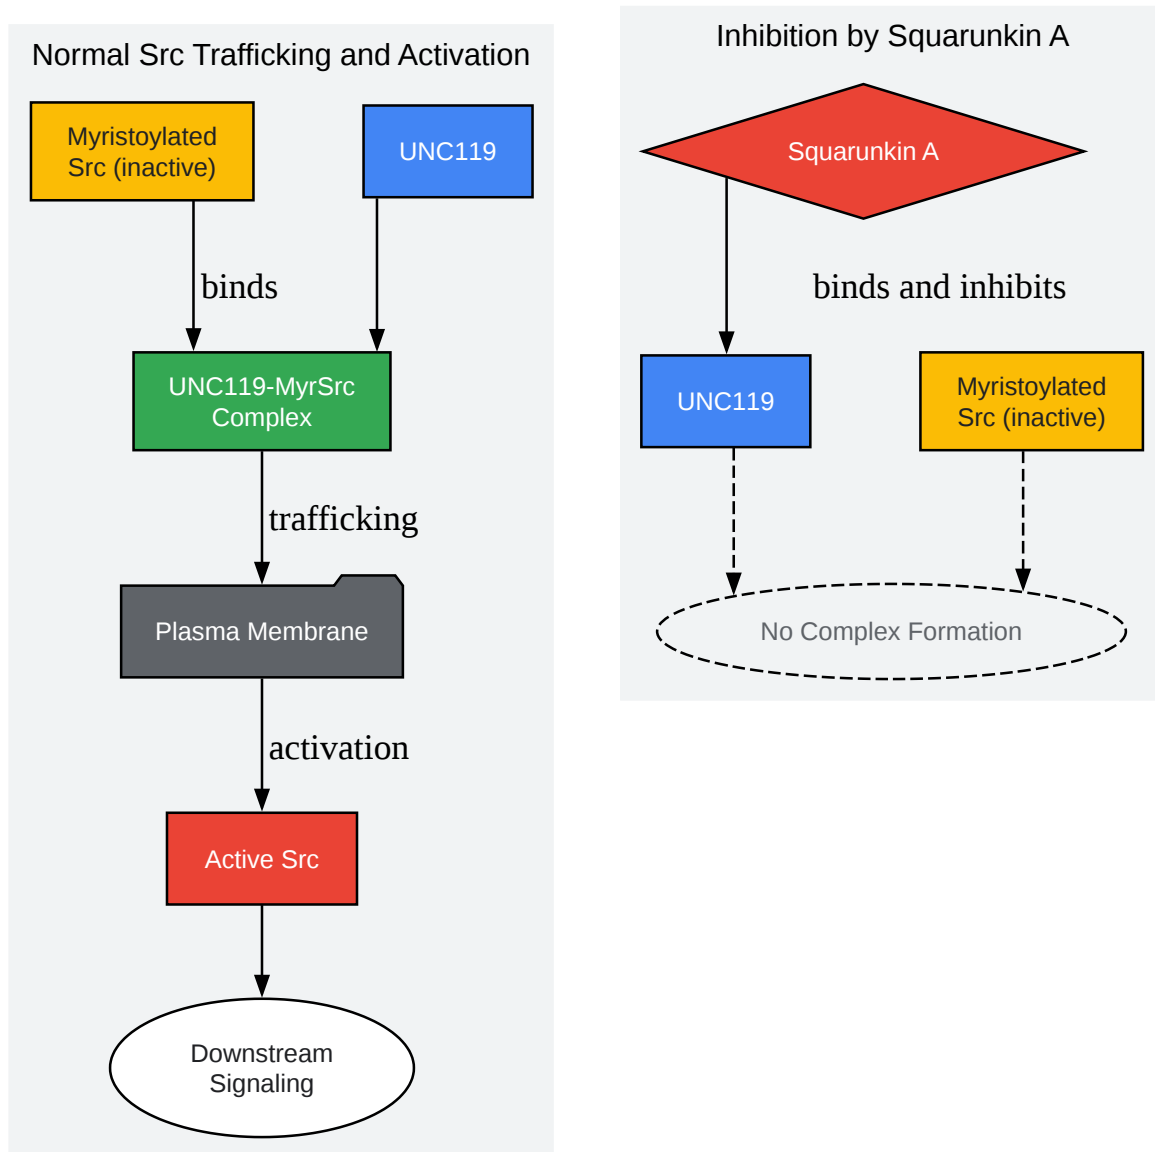 Normal Src Trafficking and Activation
Myristoylated
Src (inactive)
UNC119
binds
UNC119-MyrSrc
Complex
trafficking
Plasma Membrane
activation
Active Src
Downstream
Signaling
Inhibition by Squarunkin A
Squarunkin A
binds and inhibits
UNC119
Myristoylated
Src (inactive)
No Complex Formation